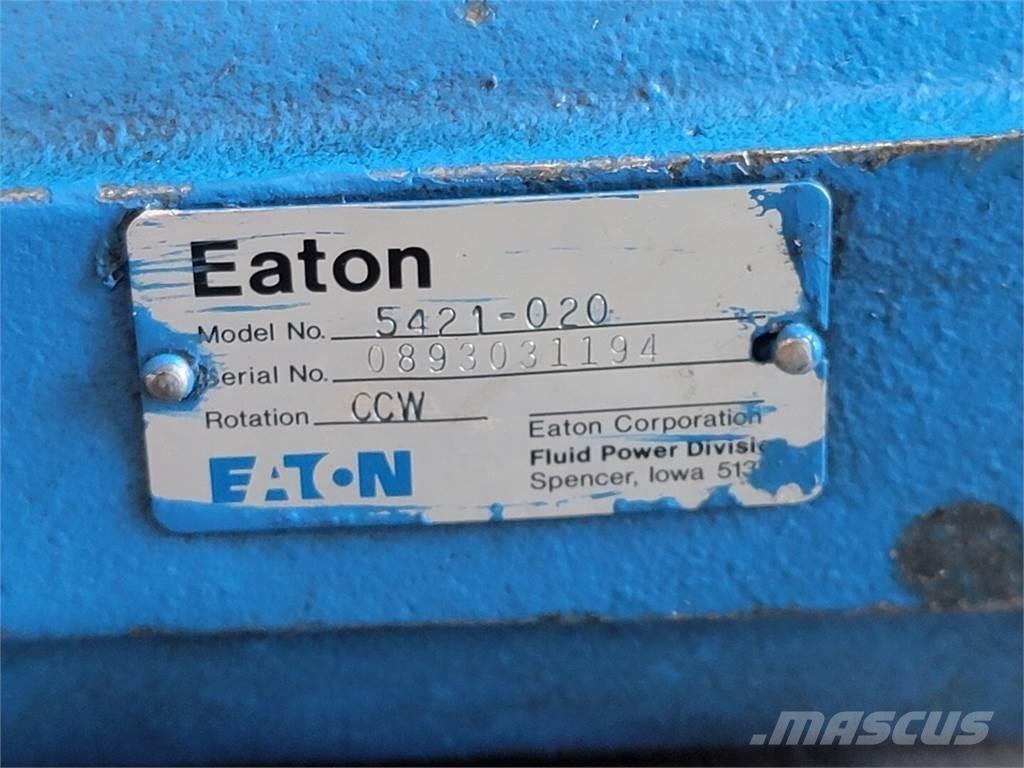 Eaton
Model No. 5421-020
Serial No. 0893031194
Rotation CCW
Eaton Corporation
Fluid Power
Spencer, Iowa
EATON
MASCUS